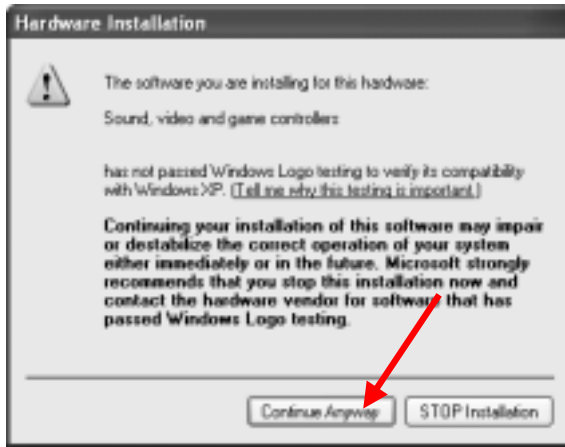 Hardware Installation
The software you are installing for this hardware:
Sound, video and game controllers
has not passed Windows Logo testing to verify its compatibility
with Windows XP. (Tell me why this testing is important.)
Continuing your installation of this software may impair
or destabilize the correct operation of your system
either immediately or in the future. Microsoft strongly
recommends that you stop this installation now and
contact the hardware vendor for software that has
passed Windows Logo testing.
Continue Anyway
STOP Installation